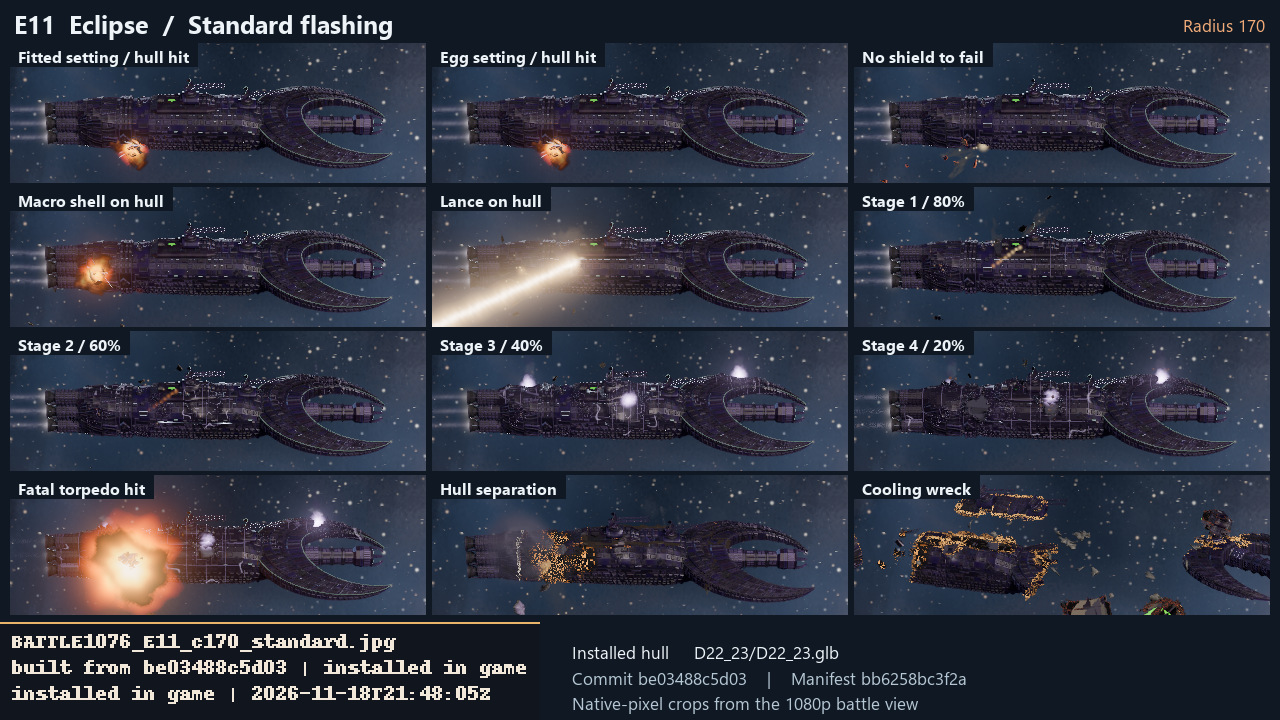 E11 Eclipse / Standard flashing
Radius 170
Fitted setting / hull hit
Egg setting / hull hit
No shield to fail
Macro shell on hull
Lance on hull
Stage 1 / 80%
Stage 2 / 60%
Stage 3 / 40%
Stage 4 / 20%
Fatal torpedo hit
Hull separation
Cooling wreck
BATTLE1076_E11_c170_standard.jpg
built from be03488c5d03 | installed in game
installed in game | 2026-11-18T21:48:05Z
Installed hull D22_23/D22_23.glb
Commit be03488c5d03 | Manifest bb6258bc3f2a
Native-pixel crops from the 1080p battle view